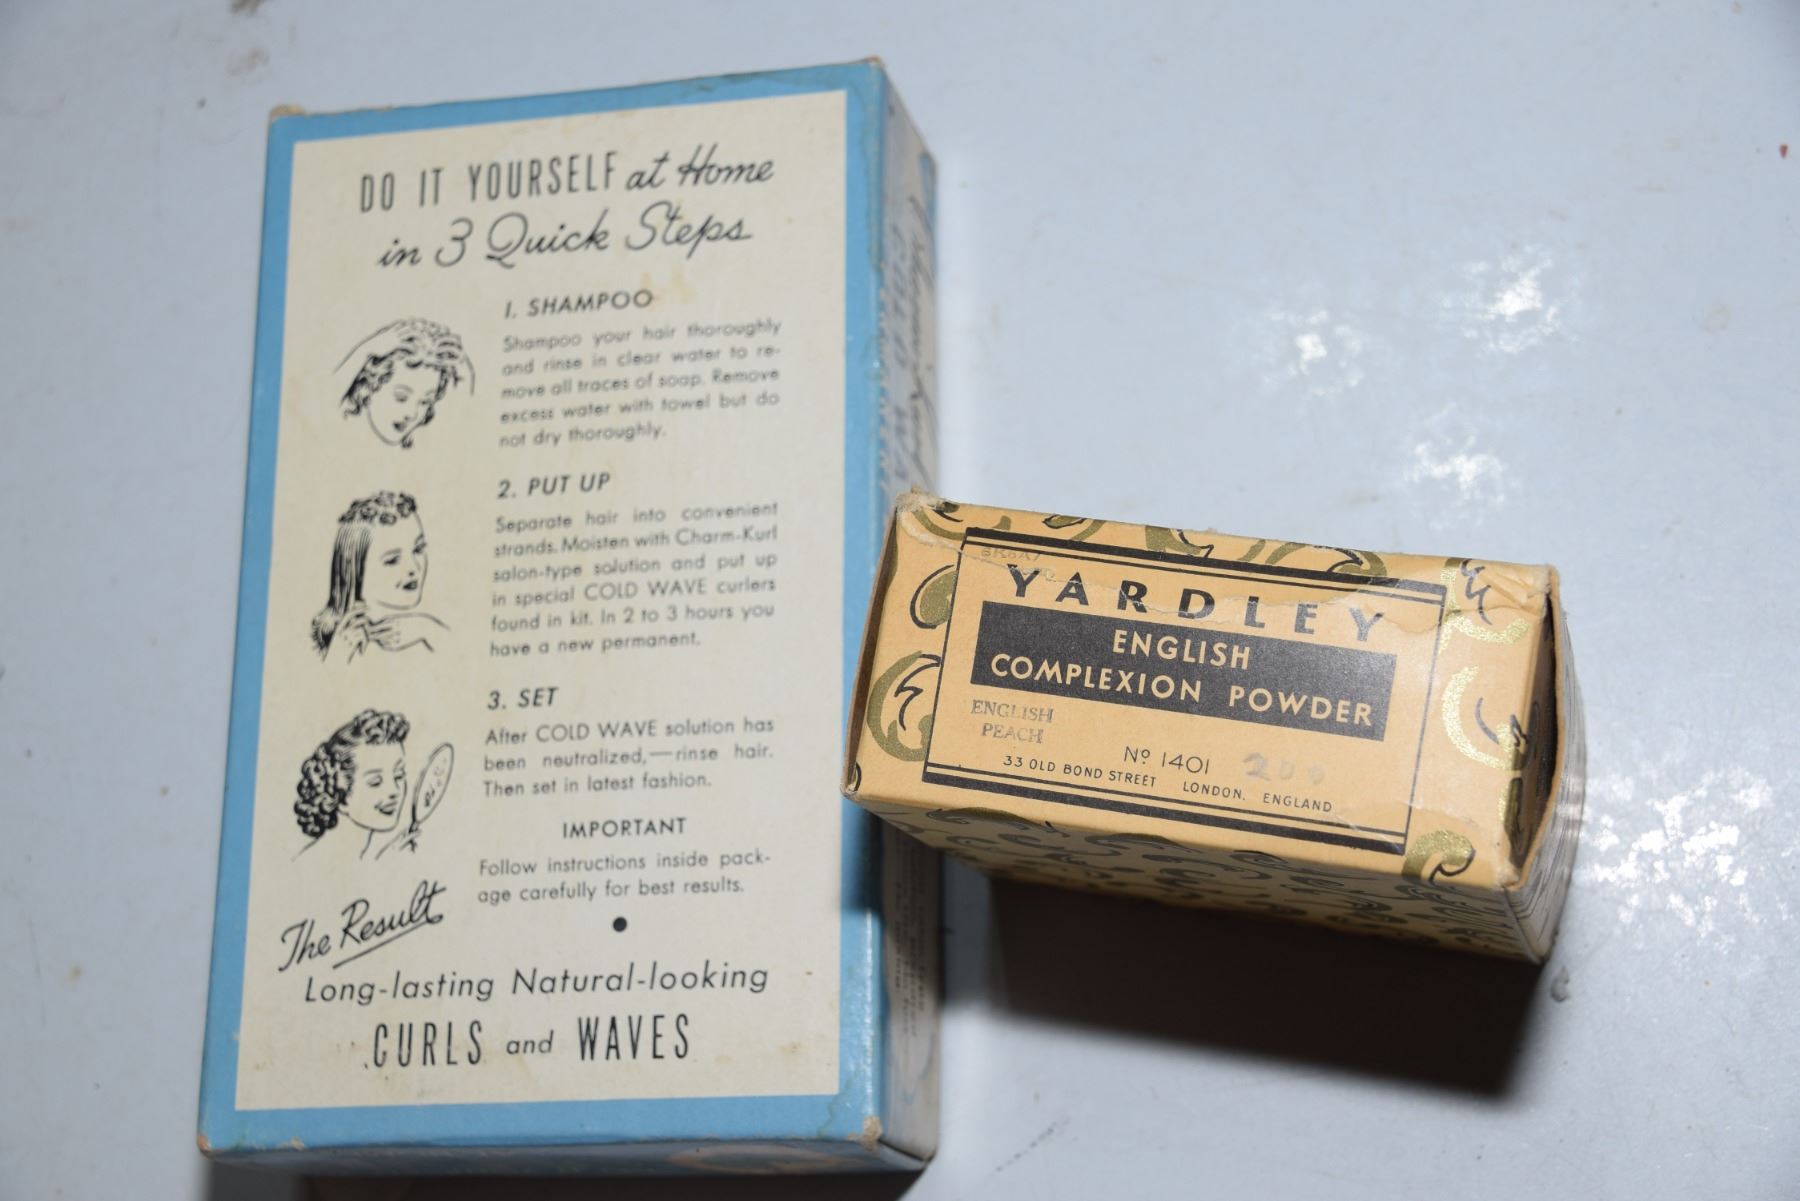 DO IT YOURSELF at Home
in 3 Quick Steps
1. SHAMPOO
Shampoo your hair thoroughly
and rinse in clear water to re-
move all traces of soap. Remove
excess water with towel but do
not dry thoroughly.
2. PUT UP
Separate hair into convenient
strands. Moisten with Charm-Kurl
salon-type solution and put up
in special COLD WAVE curlers
found in kit. In 2 to 3 hours you
have a new permanent.
3. SET
After COLD WAVE solution has
been neutralized,—rinse hair.
Then set in latest fashion.
IMPORTANT
Follow instructions inside pack-
age carefully for best results.
The Result
Long-lasting Natural-looking
CURLS and WAVES
YARDLEY
ENGLISH
COMPLEXION POWDER
ENGLISH
PEACH
Nº 1401 200
33 OLD BOND STREET LONDON, ENGLAND